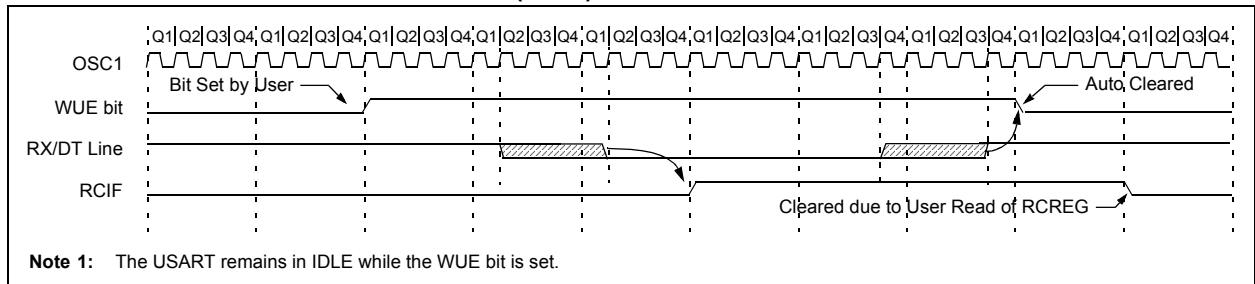 Q1 Q2 Q3 Q4 Q1 Q2 Q3 Q4 Q1 Q2 Q3 Q4 Q1 Q2 Q3 Q4 Q1 Q2 Q3 Q4 Q1 Q2 Q3 Q4 Q1 Q2 Q3 Q4 Q1 Q2 Q3 Q4 Q1 Q2 Q3 Q4 Q1 Q2 Q3 Q4
OSC1
Bit Set by User
Auto Cleared
WUE bit
RX/DT Line
RCIF
Cleared due to User Read of RCREG
Note 1: The USART remains in IDLE while the WUE bit is set.